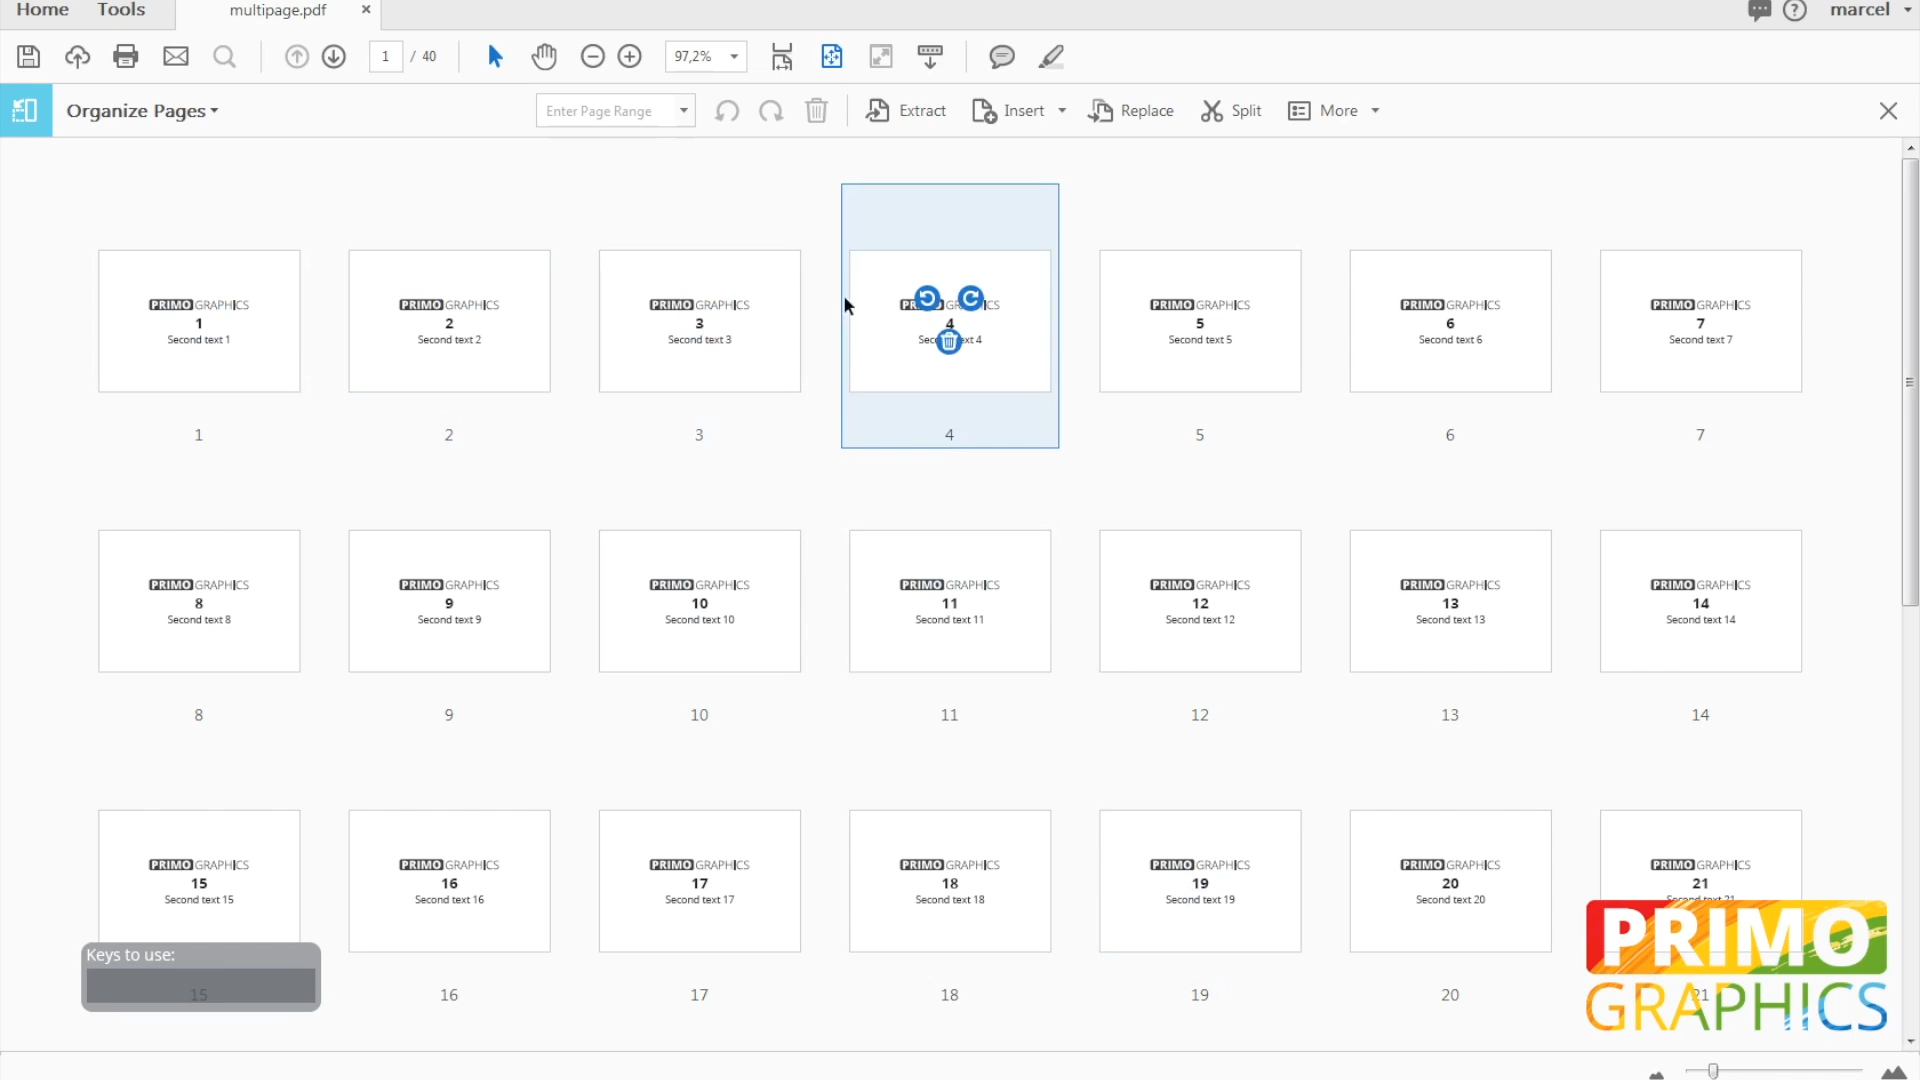 Home Tools multipage.pdf × marcel
1 / 40 97,2%
Organize Pages Enter Page Range Extract Insert Replace Split More
PRIMO GRAPHICS PRIMO GRAPHICS PRIMO GRAPHICS PRIMO GRAPHICS PRIMO GRAPHICS PRIMO GRAPHICS
1 2 3 4 5 6 7
Second text 1 Second text 2 Second text 3 Second text 5 Second text 6 Second text 7
1 2 3 4 5 6 7
PRIMO GRAPHICS PRIMO GRAPHICS PRIMO GRAPHICS PRIMO GRAPHICS PRIMO GRAPHICS PRIMO GRAPHICS PRIMO GRAPHICS
8 9 10 11 12 13 14
Second text 8 Second text 9 Second text 10 Second text 11 Second text 12 Second text 13 Second text 14
8 9 10 11 12 13 14
PRIMO GRAPHICS PRIMO GRAPHICS PRIMO GRAPHICS PRIMO GRAPHICS PRIMO GRAPHICS PRIMO GRAPHICS PRIMO GRAPHICS
15 16 17 18 19 20 21
Second text 15 Second text 16 Second text 17 Second text 18 Second text 19 Second text 20 Second text 21
Keys to use:
15 16 17 18 19 20 21
PRIMO
GRAPHICS